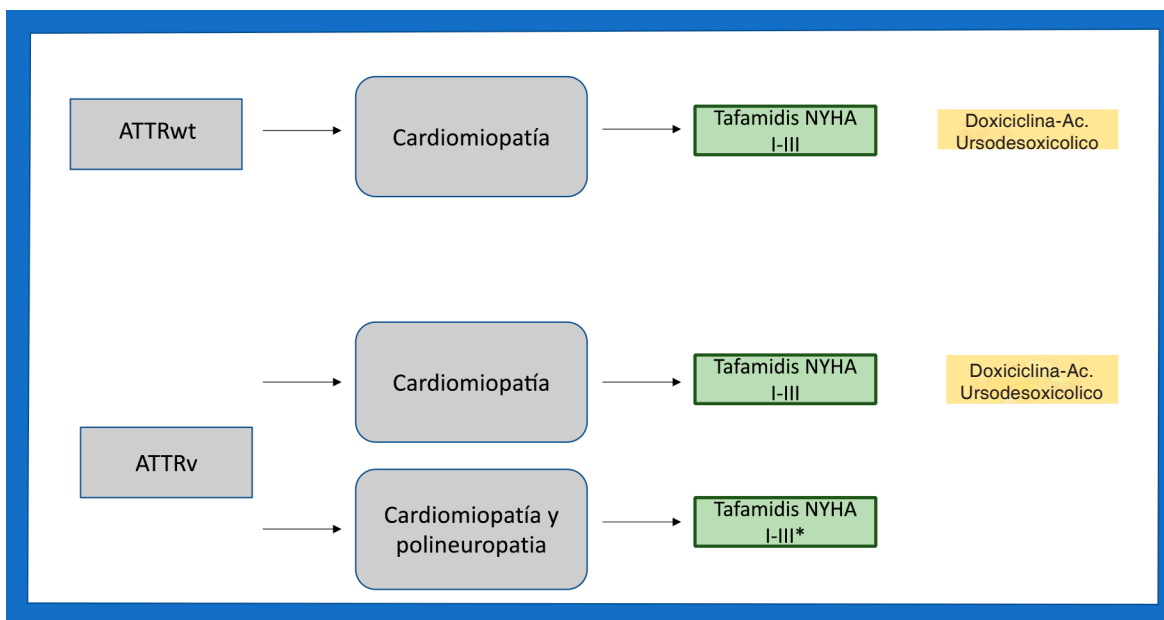 ATTRwt
Cardiomiopatía
Tafamidis NYHA
I-III
Doxiciclina-Ac.
Ursodesoxicolico
ATTRv
Cardiomiopatía
Tafamidis NYHA
I-III
Doxiciclina-Ac.
Ursodesoxicolico
Cardiomiopatía y
polineuropatia
Tafamidis NYHA
I-III*